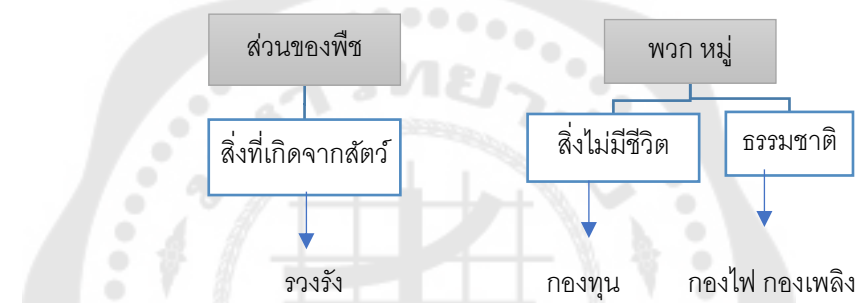 ส่วนของพืช
พวก หมู่
สิ่งที่เกิดจากสัตว์
สิ่งไม่มีชีวิต
ธรรมชาติ
รวงรัง
กองทุน
กองไฟ กองเพลิง